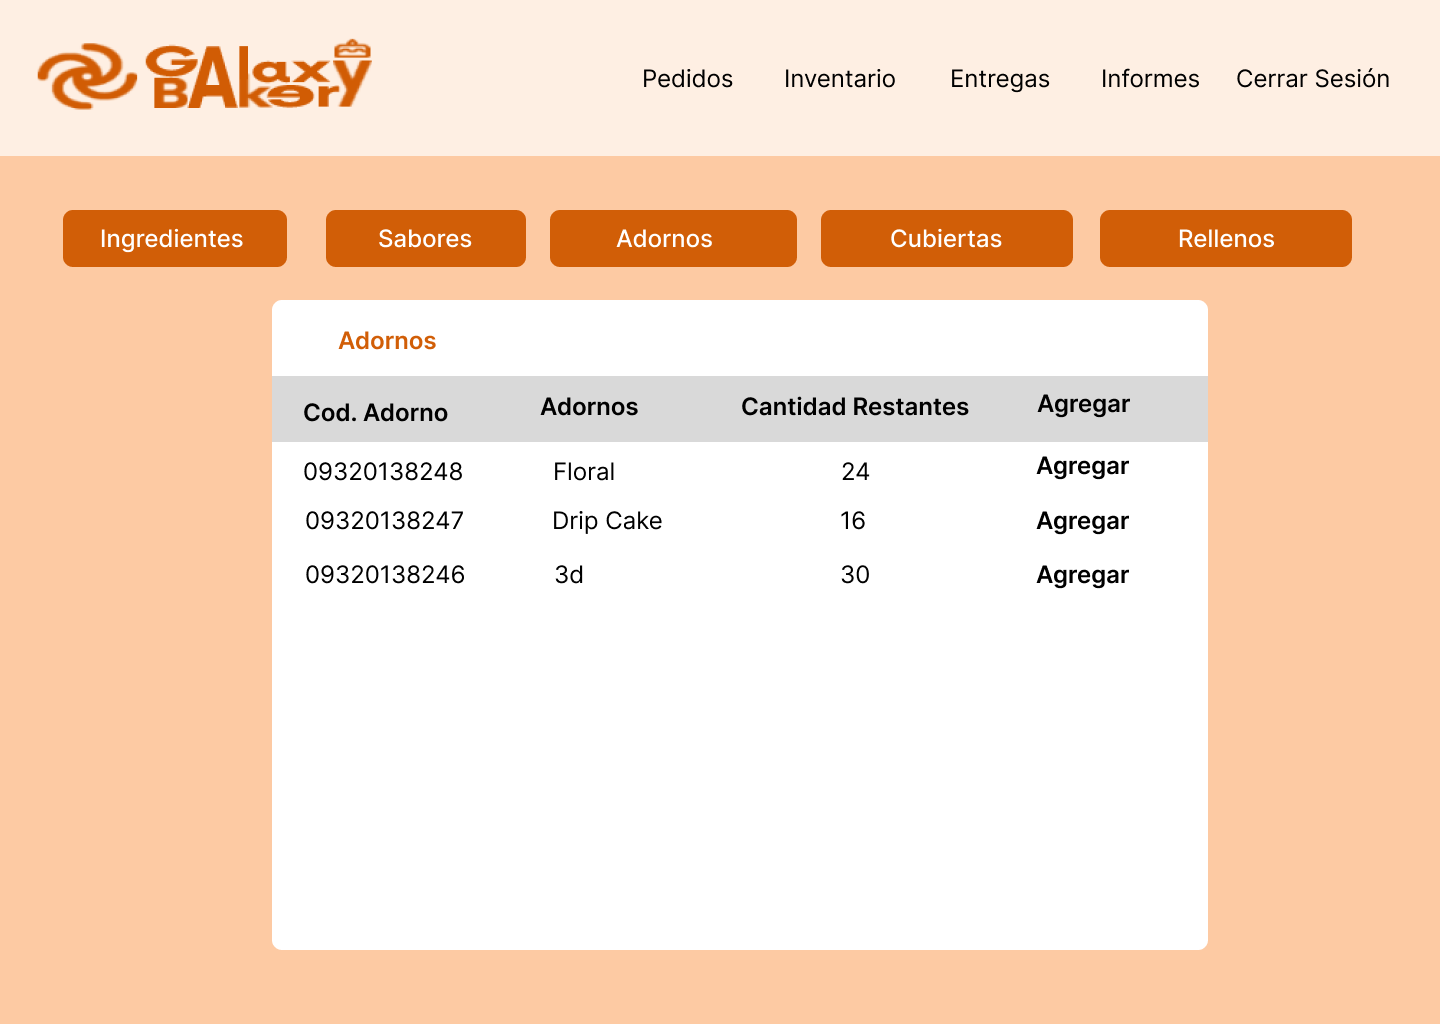 GAlaxy
BAkery
Pedidos Inventario Entregas Informes Cerrar Sesión
Ingredientes Sabores Adornos Cubiertas Rellenos
Adornos
Cod. Adorno Adornos Cantidad Restantes Agregar
09320138248 Floral 24 Agregar
09320138247 Drip Cake 16 Agregar
09320138246 3d 30 Agregar